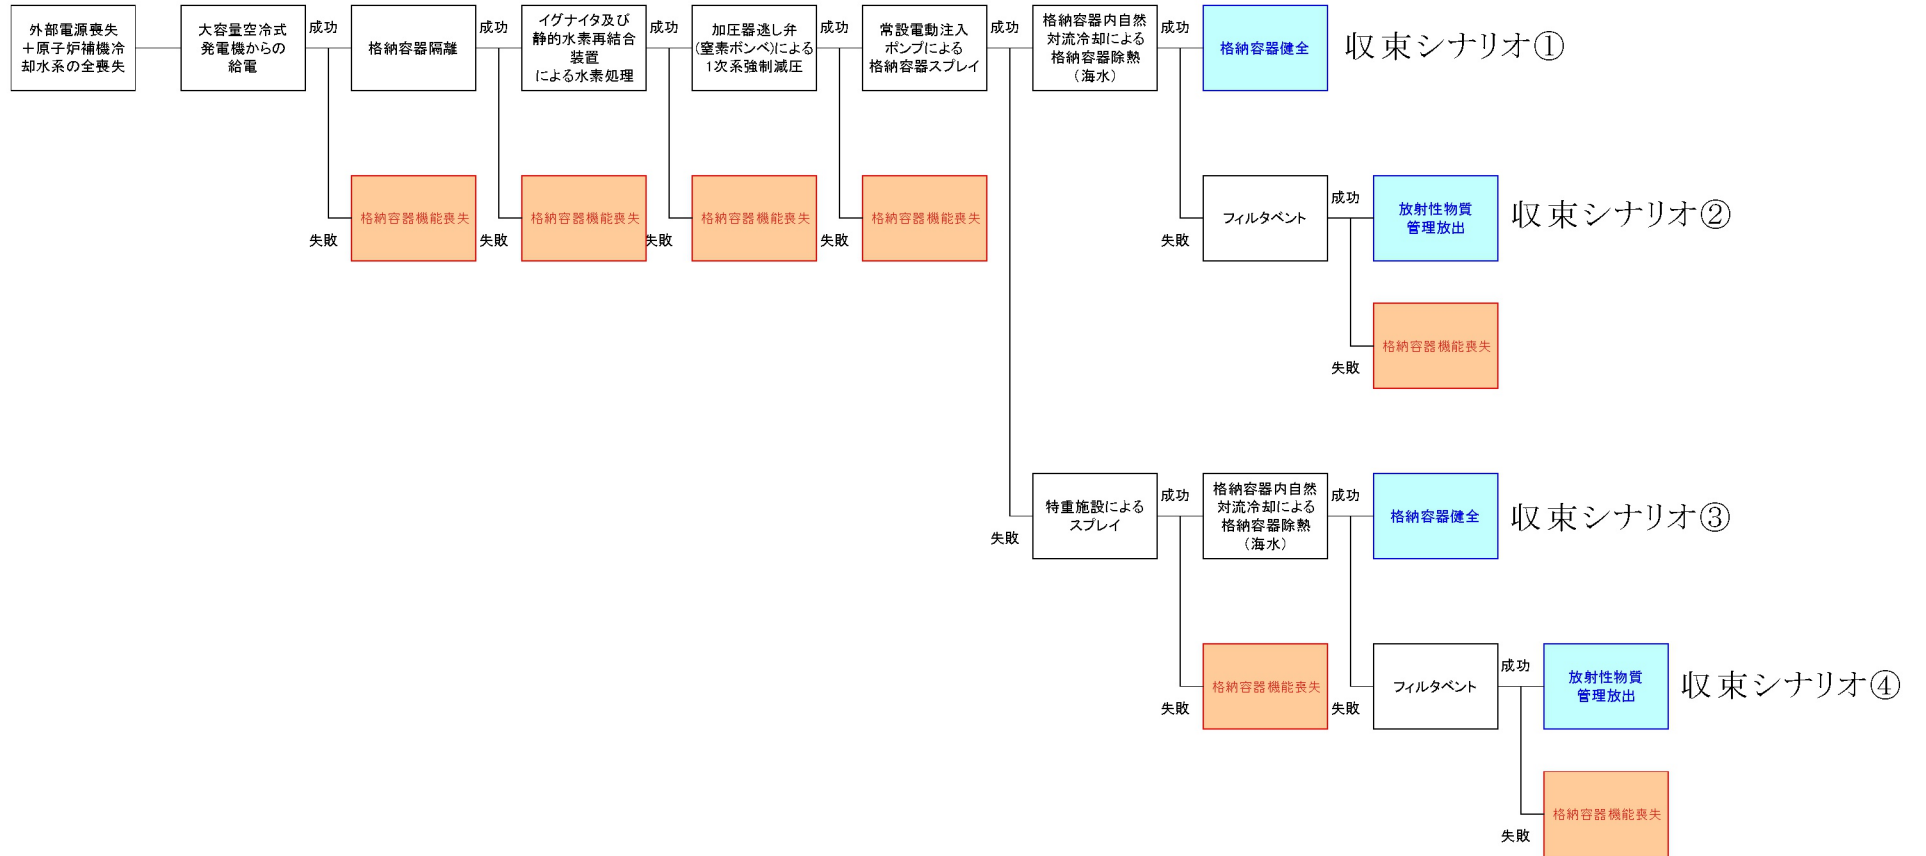 外部電源喪失
＋原子炉補機冷
却水系の全喪失
大容量空冷式
発電機からの
給電
成功
格納容器隔離
成功
イグナイタ及び
静的水素再結合
装置
による水素処理
成功
加圧器逃し弁
(窒素ボンベ)による
1次系強制減圧
成功
常設電動注入
ポンプによる
格納容器スプレイ
成功
格納容器内自然
対流冷却による
格納容器除熱
（海水）
成功
格納容器健全
収束シナリオ①
失敗
格納容器機能喪失
失敗
格納容器機能喪失
失敗
格納容器機能喪失
失敗
格納容器機能喪失
失敗
フィルタベント
成功
放射性物質
管理放出
収束シナリオ②
失敗
格納容器機能喪失
失敗
特重施設による
スプレイ
成功
格納容器内自然
対流冷却による
格納容器除熱
（海水）
成功
格納容器健全
収束シナリオ③
失敗
格納容器機能喪失
失敗
フィルタベント
成功
放射性物質
管理放出
収束シナリオ④
失敗
格納容器機能喪失